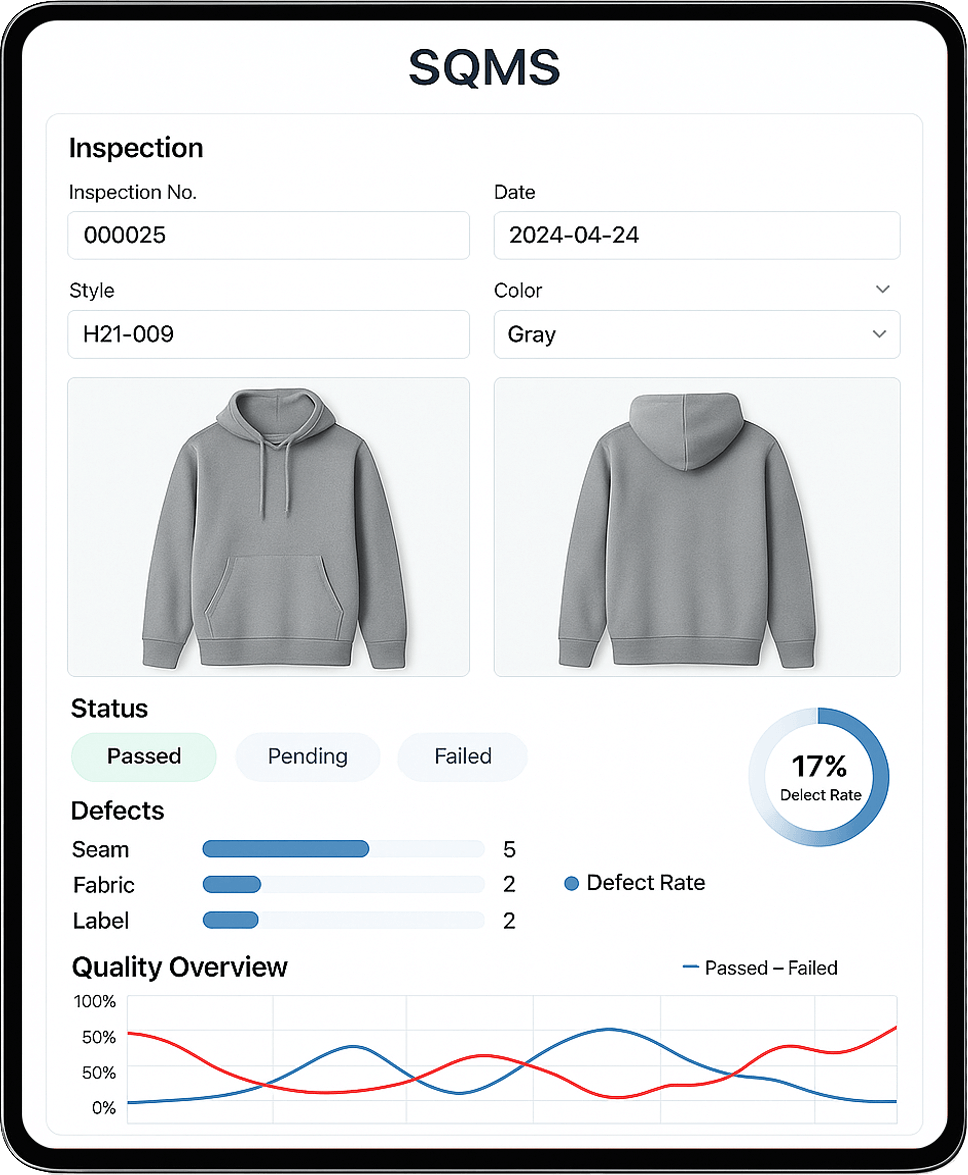 SQMS
Inspection
Inspection No.
Date
000025
2024-04-24
Style
Color
H21-009
Gray
Status
Passed
Pending
Failed
17%
Delect Rate
Defects
Seam
5
Fabric
2
Defect Rate
Label
2
Quality Overview
Passed – Failed
100%
50%
50%
0%